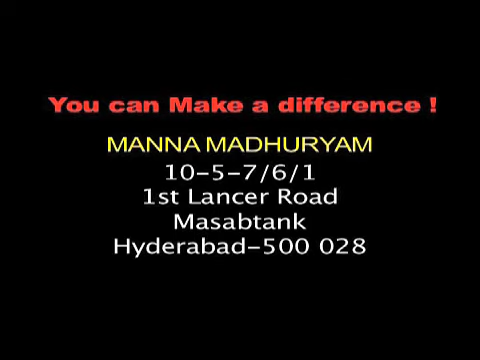 You can Make a difference !
MANNA MADHURYAM
10-5-7/6/1
1st Lancer Road
Masabtank
Hyderabad-500 028